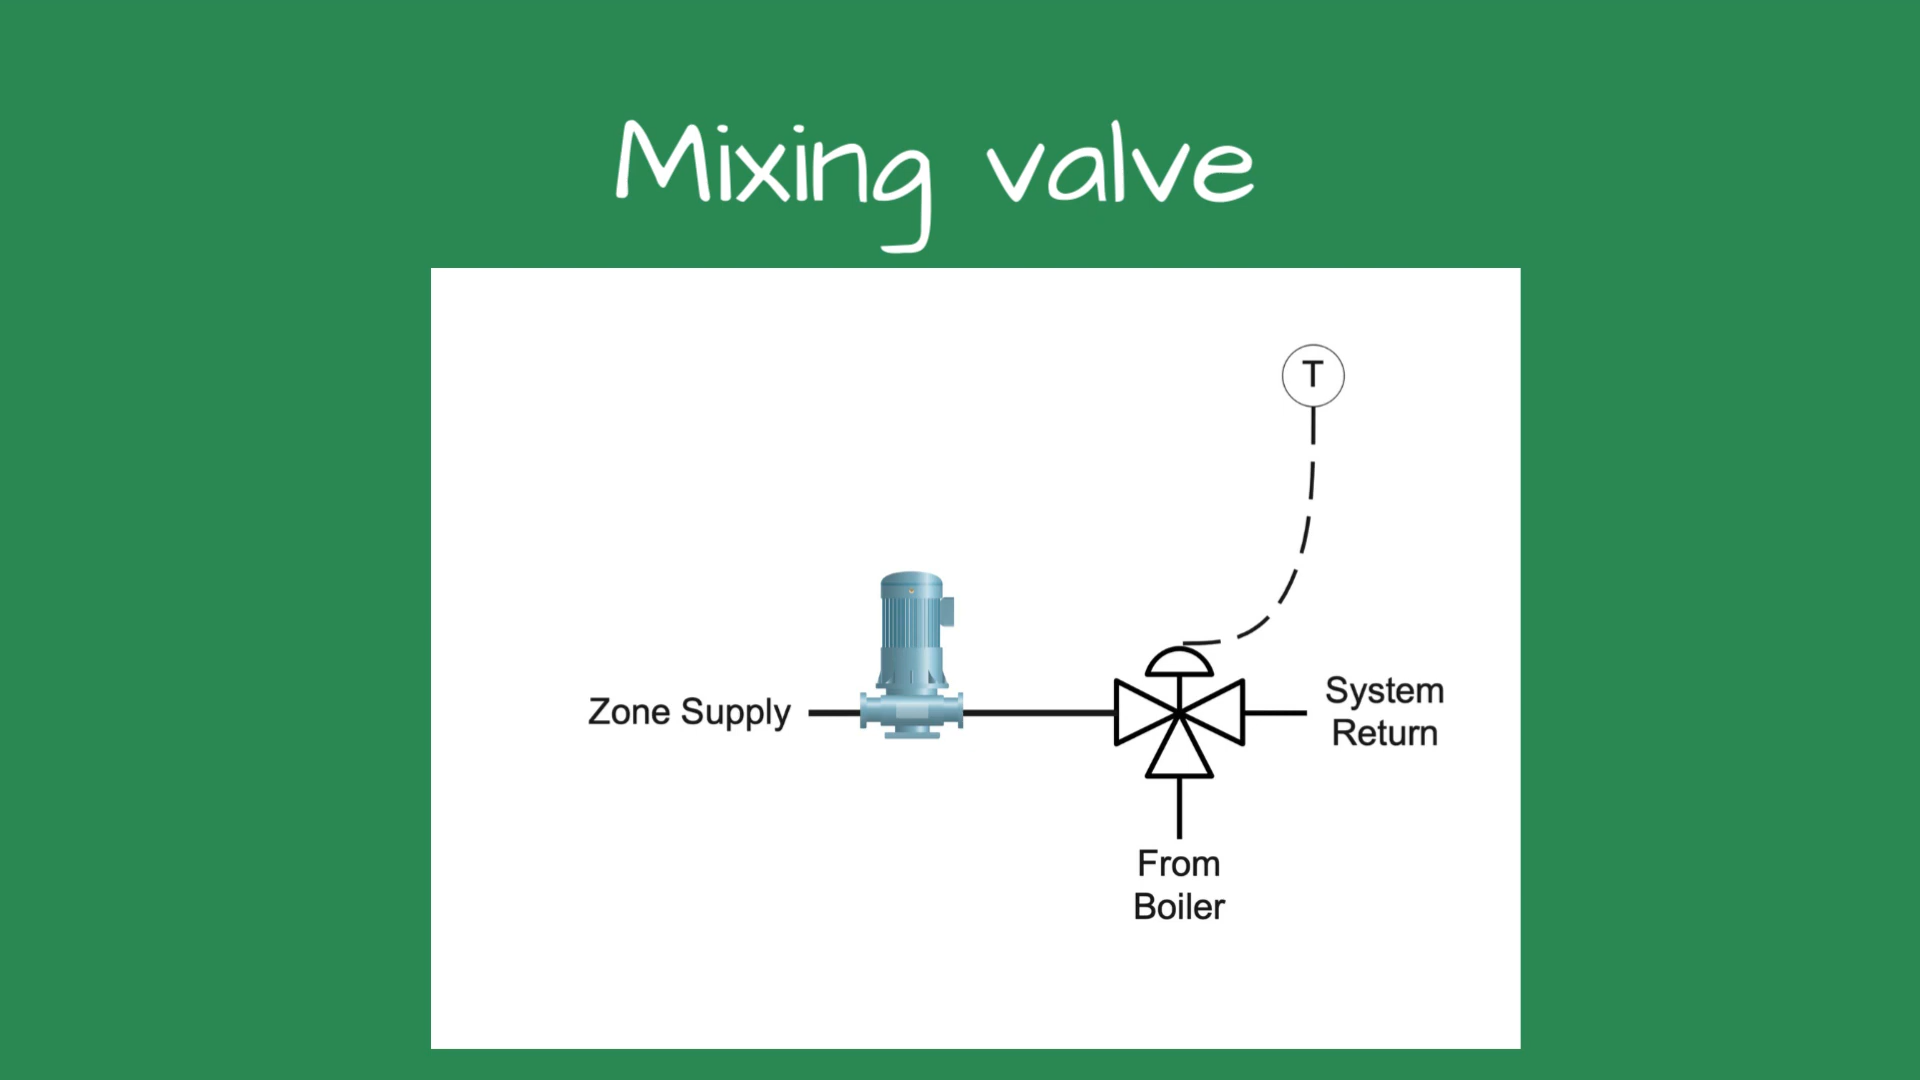 Mixing valve
T
Zone Supply
System
Return
From
Boiler